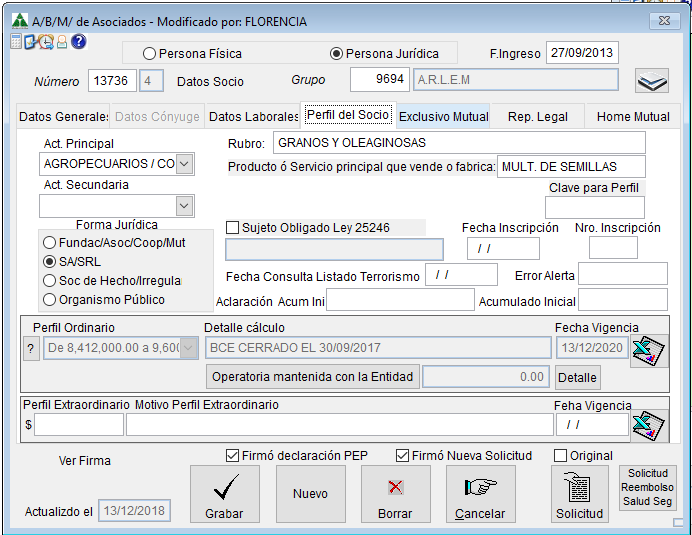 A/B/M/ de Asociados - Modificado por: FLORENCIA
Persona Física
Persona Jurídica
F.Ingreso
27/09/2013
Número
13736
4
Datos Socio
Grupo
9694
A.R.L.E.M
Datos Generales
Datos Cónyuge
Datos Laborales
Perfil del Socio
Exclusivo Mutual
Rep. Legal
Home Mutual
Act. Principal
Rubro:
GRANOS Y OLEAGINOSAS
AGROPECUARIOS / CO
Producto ó Servicio principal que vende o fabrica:
MULT. DE SEMILLAS
Act. Secundaria
Clave para Perfil
Forma Jurídica
Sujeto Obligado Ley 25246
Fecha Inscripción
Nro. Inscripción
Fundac/Asoc/Coop/Mut
/ /
SA/SRL
Soc de Hecho/Irregula
Fecha Consulta Listado Terrorismo
/ /
Error Alerta
Organismo Público
Aclaración Acum Ini
Acumulado Inicial
Perfil Ordinario
Detalle cálculo
Fecha Vigencia
?
De 8,412,000.00 a 9,600
BCE CERRADO EL 30/09/2017
13/12/2020
Operatoria mantenida con la Entidad
0.00
Detalle
Perfil Extraordinario
Motivo Perfil Extraordinario
Feha Vigencia
$
/ /
Ver Firma
Firmó declaración PEP
Firmó Nueva Solicitud
Original
Grabar
Nuevo
Borrar
Cancelar
Solicitud
Solicitud
Reembolso
Salud Seg
Actualizdo el
13/12/2018